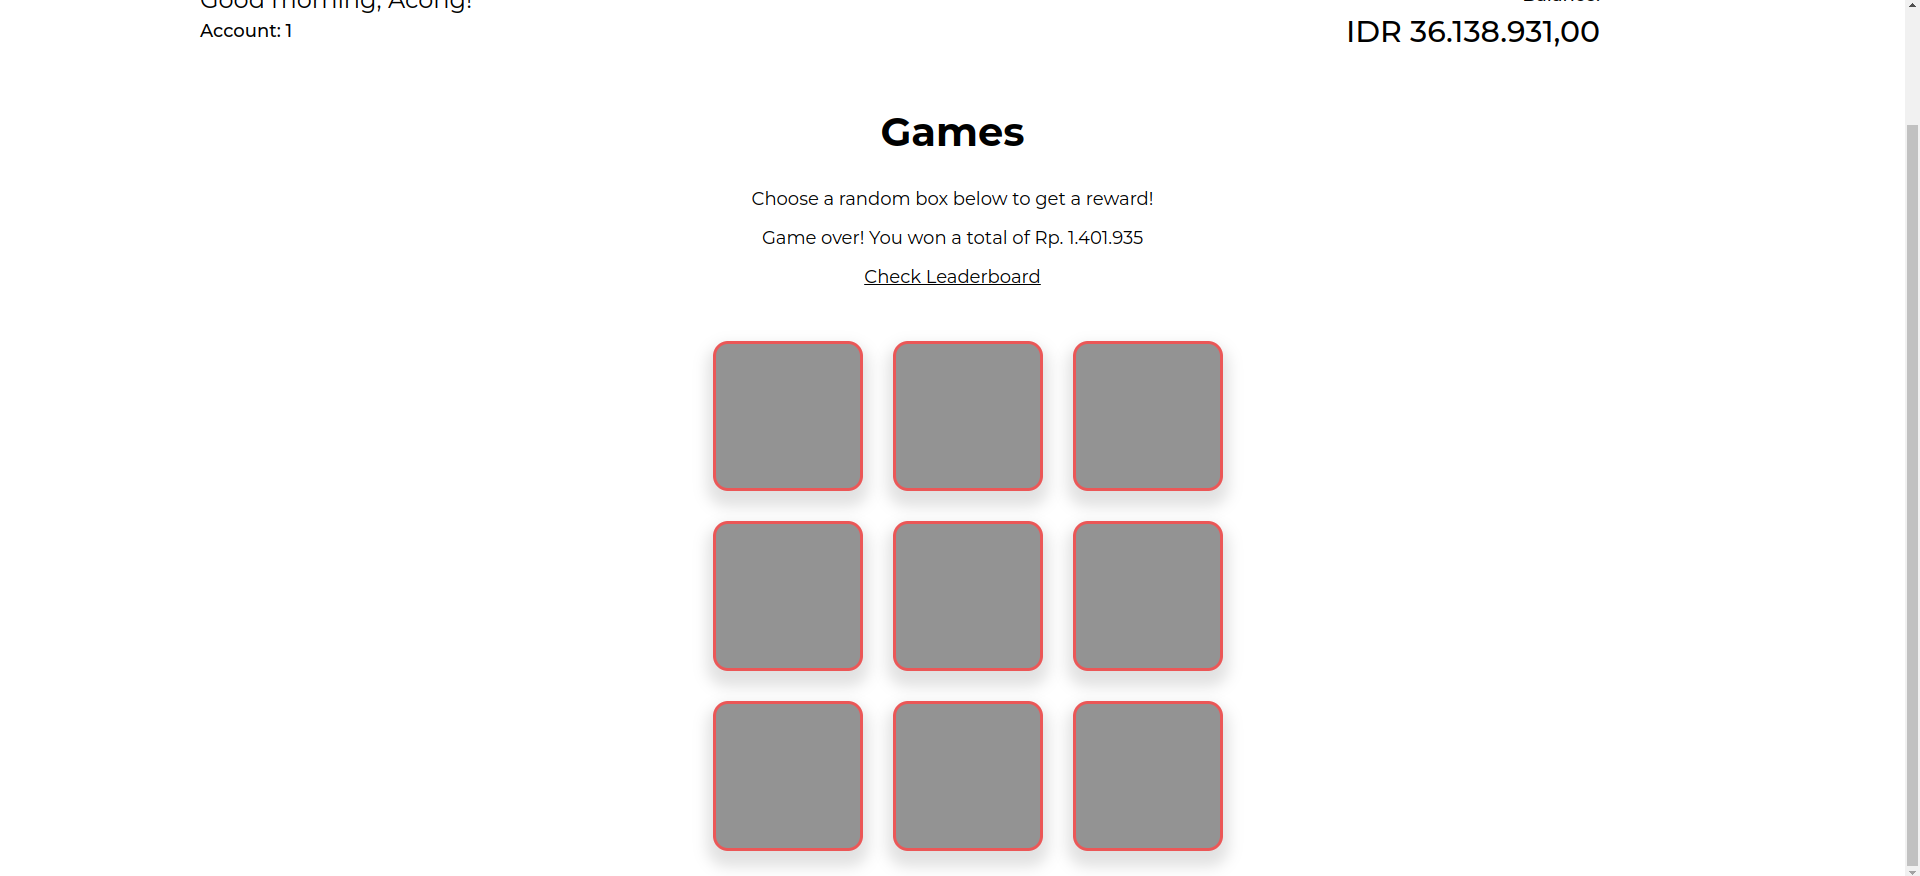 Good morning, Acong!
Account: 1
Balance:
IDR 36.138.931,00
Games
Choose a random box below to get a reward!
Game over! You won a total of Rp. 1.401.935
Check Leaderboard